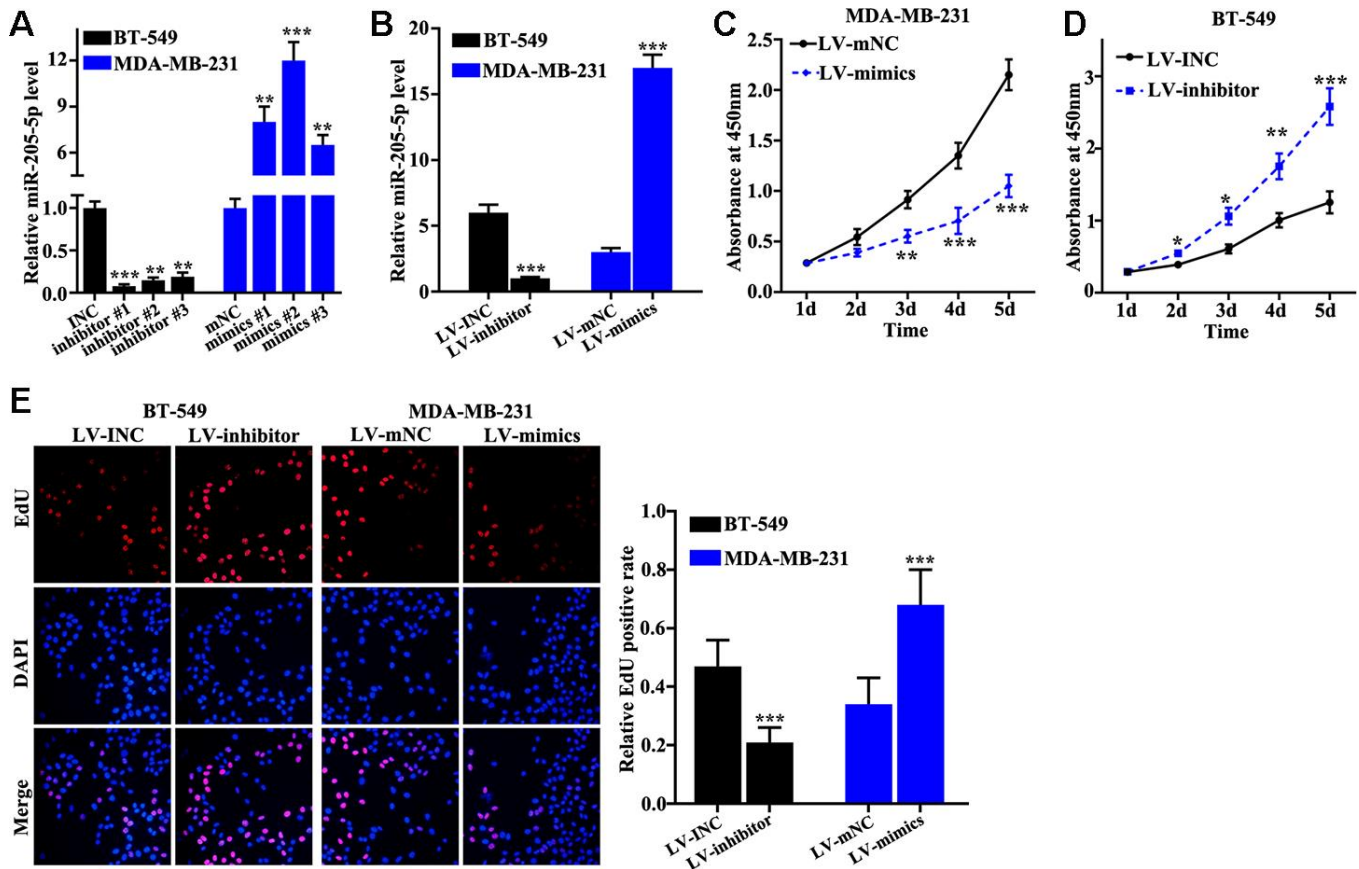 A
BT-549
MDA-MB-231
Relative miR-205-5p level
12
9
6
1.0
0.5
0.0
***
**
**
**
***
**
INC
inhibitor #1
inhibitor #2
inhibitor #3
mNC
mimics #1
mimics #2
mimics #3
B
BT-549
MDA-MB-231
Relative miR-205-5p level
20
15
10
5
0
***
***
LV-INC
LV-inhibitor
LV-mNC
LV-mimics
C
MDA-MB-231
LV-mNC
LV-mimics
Absorbance at 450nm
2.5
2.0
1.5
1.0
0.5
0.0
**
***
***
1d 2d 3d 4d 5d
Time
D
BT-549
LV-INC
LV-inhibitor
Absorbance at 450nm
3
2
1
0
*
*
**
***
1d 2d 3d 4d 5d
Time
E
BT-549
MDA-MB-231
LV-INC LV-inhibitor LV-mNC LV-mimics
EdU
DAPI
Merge
BT-549
MDA-MB-231
Relative EdU positive rate
1.0
0.8
0.6
0.4
0.2
0.0
***
***
LV-INC
LV-inhibitor
LV-mNC
LV-mimics